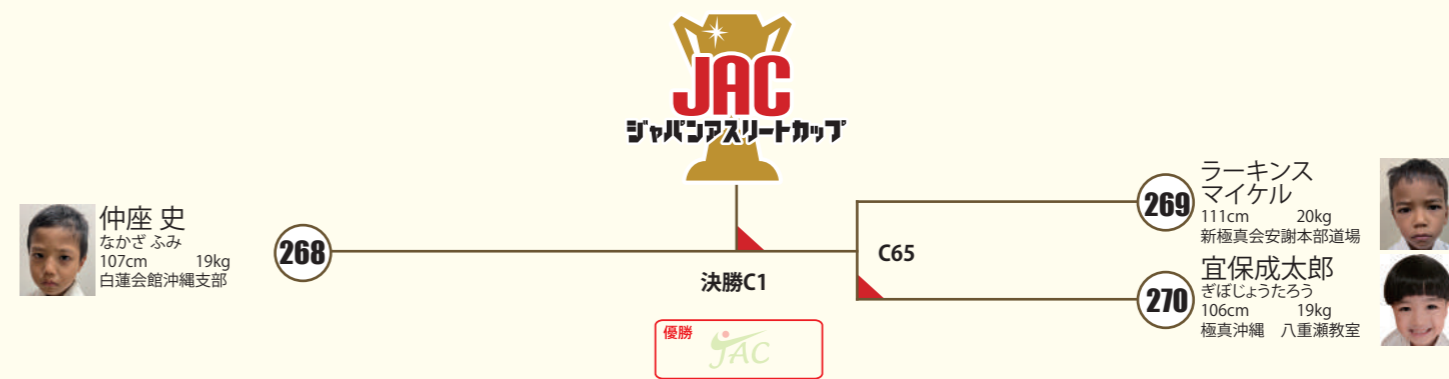 JAC
ジャパンアスリートカップ
仲座 史
なかざ ふみ
107cm 19kg
白蓮会館沖縄支部
268
決勝C1
優勝
JAC
C65
269
ラーキンス
マイケル
111cm 20kg
新極真会安謝本部道場
270
宜保成太郎
ぎぼじょうたろう
106cm 19kg
極真沖縄 八重瀬教室